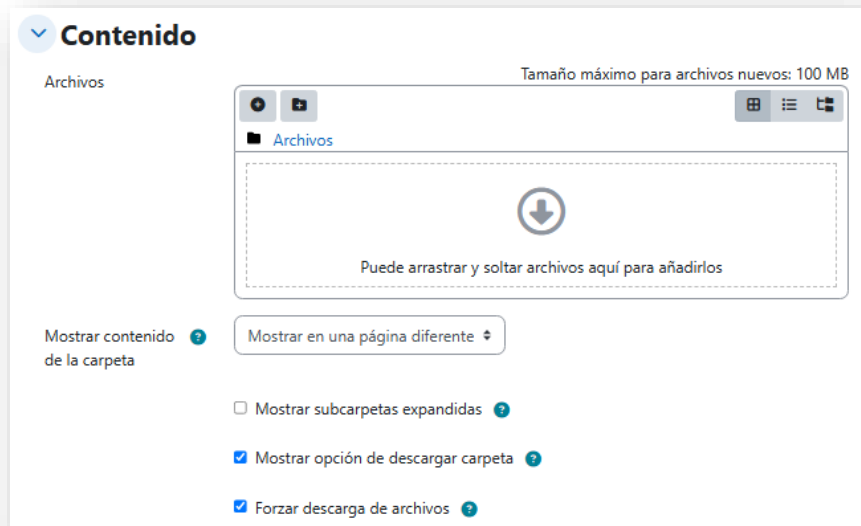 Contenido
Archivos
Tamaño máximo para archivos nuevos: 100 MB
Archivos
Puede arrastrar y soltar archivos aquí para añadirlos
Mostrar contenido
de la carpeta
Mostrar en una página diferente
Mostrar subcarpetas expandidas
Mostrar opción de descargar carpeta
Forzar descarga de archivos